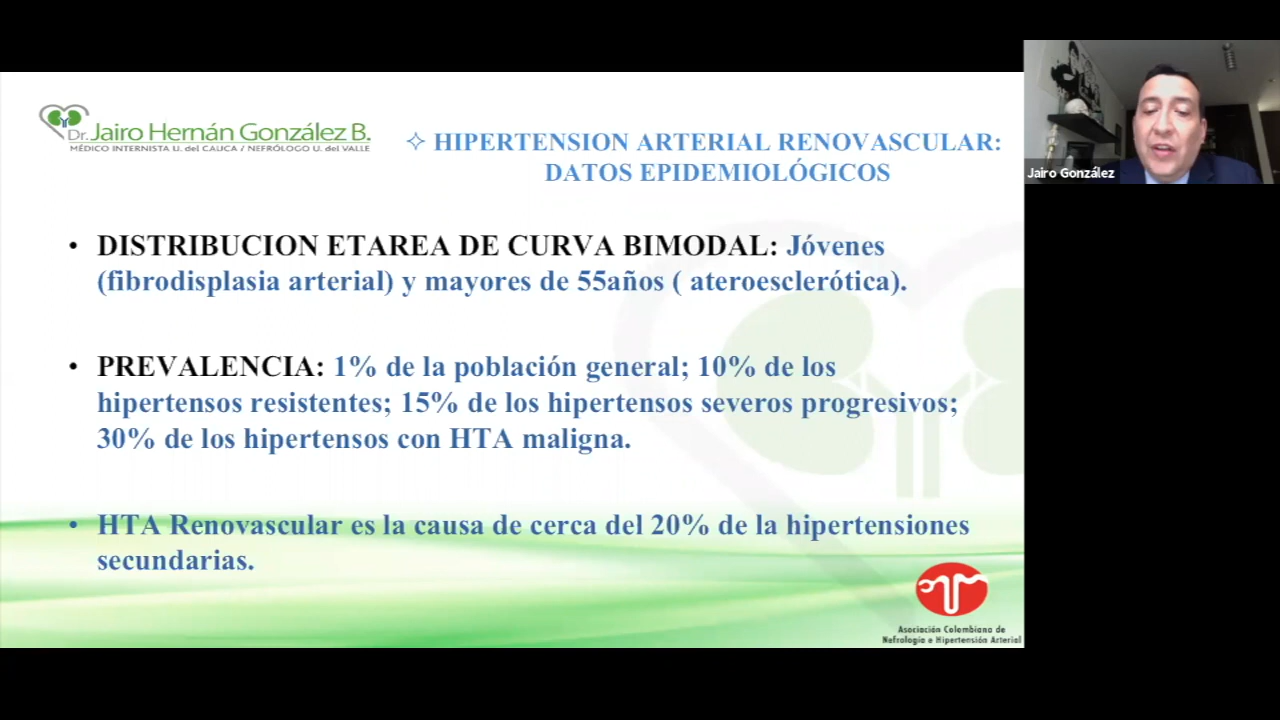 Dr. Jairo Hernán González B.
MÉDICO INTERNISTA U. del CAUCA / NEFRÓLOGO U. del VALLE
✧ HIPERTENSION ARTERIAL RENOVASCULAR:
DATOS EPIDEMIOLÓGICOS
Jairo González
• DISTRIBUCION ETAREA DE CURVA BIMODAL: Jóvenes
(fibrodisplasia arterial) y mayores de 55años ( ateroesclerótica).
• PREVALENCIA: 1% de la población general; 10% de los
hipertensos resistentes; 15% de los hipertensos severos progresivos;
30% de los hipertensos con HTA maligna.
• HTA Renovascular es la causa de cerca del 20% de la hipertensiones
secundarias.
Asociación Colombiana de
Nefrología e Hipertensión Arterial